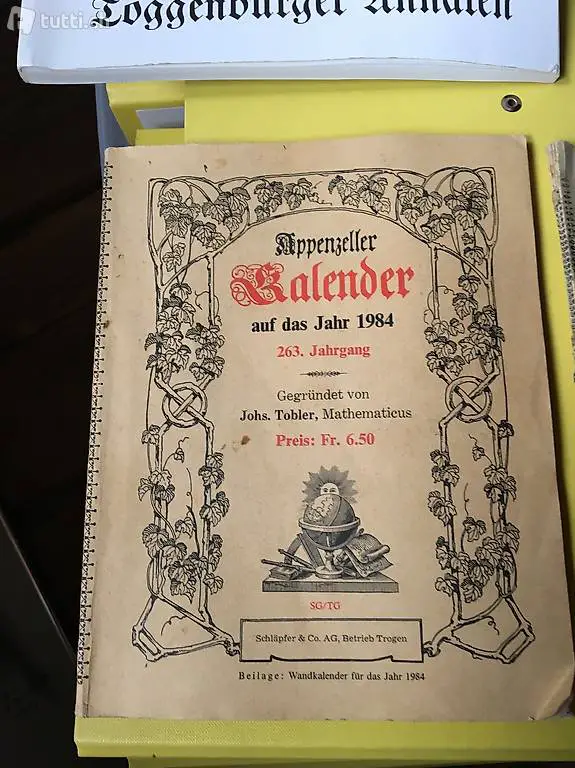 tutti.ch
Toggenburger Annalen
Appenzeller
Kalender
auf das Jahr 1984
263. Jahrgang
Gegründet von
Johs. Tobler, Mathematicus
Preis: Fr. 6.50
SG/TG
Schläpfer & Co. AG, Betrieb Trogen
Beilage: Wandkalender für das Jahr 1984